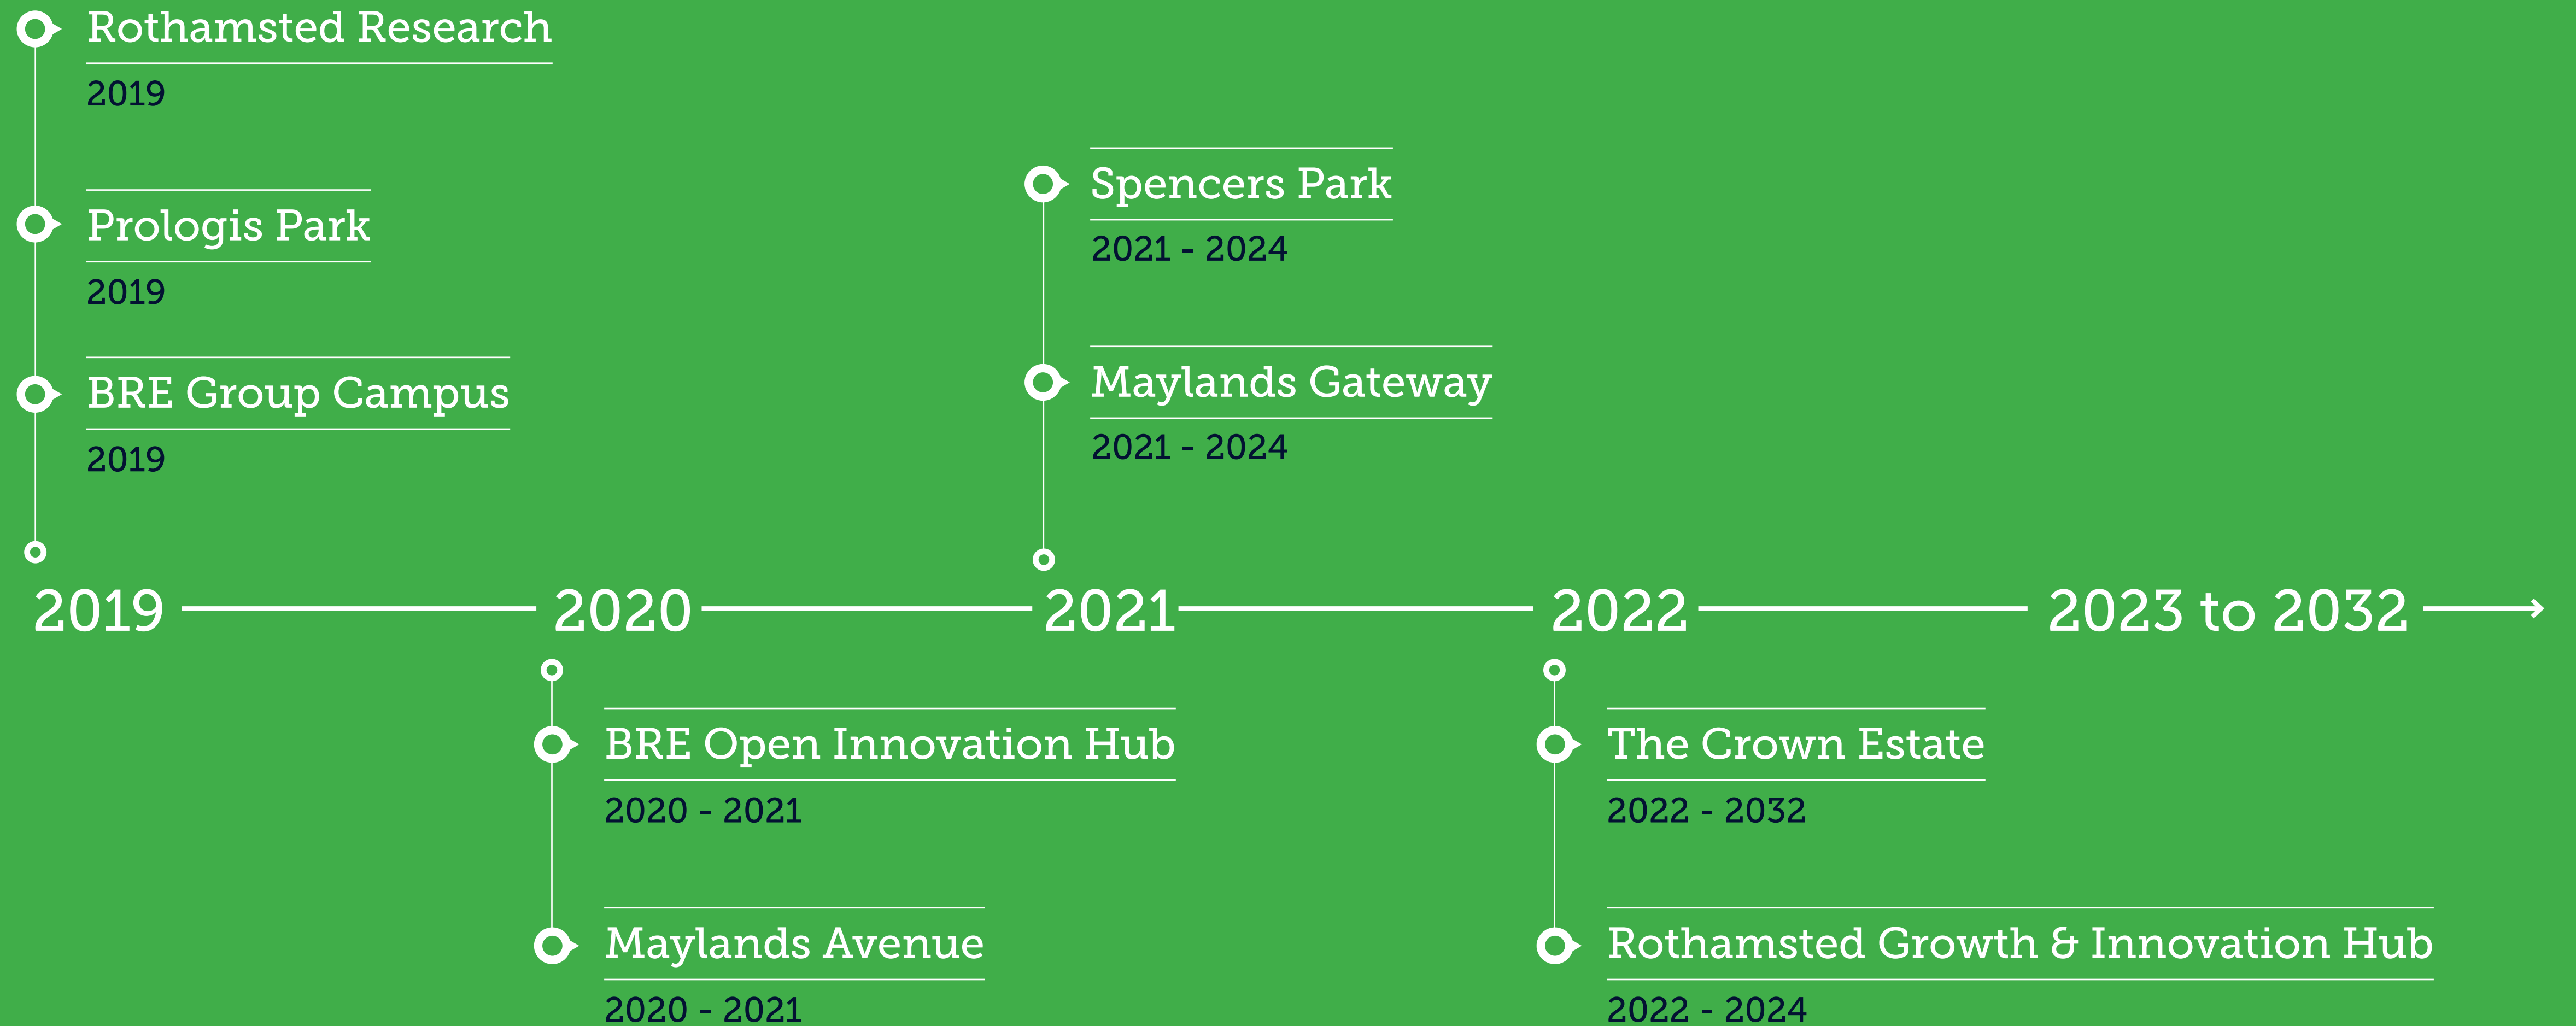 Rothamsted Research
2019
Prologis Park
2019
BRE Group Campus
2019
Spencers Park
2021 - 2024
Maylands Gateway
2021 - 2024
2019
2020
2021
2022
2023 to 2032
BRE Open Innovation Hub
2020 - 2021
Maylands Avenue
2020 - 2021
The Crown Estate
2022 - 2032
Rothamsted Growth & Innovation Hub
2022 - 2024